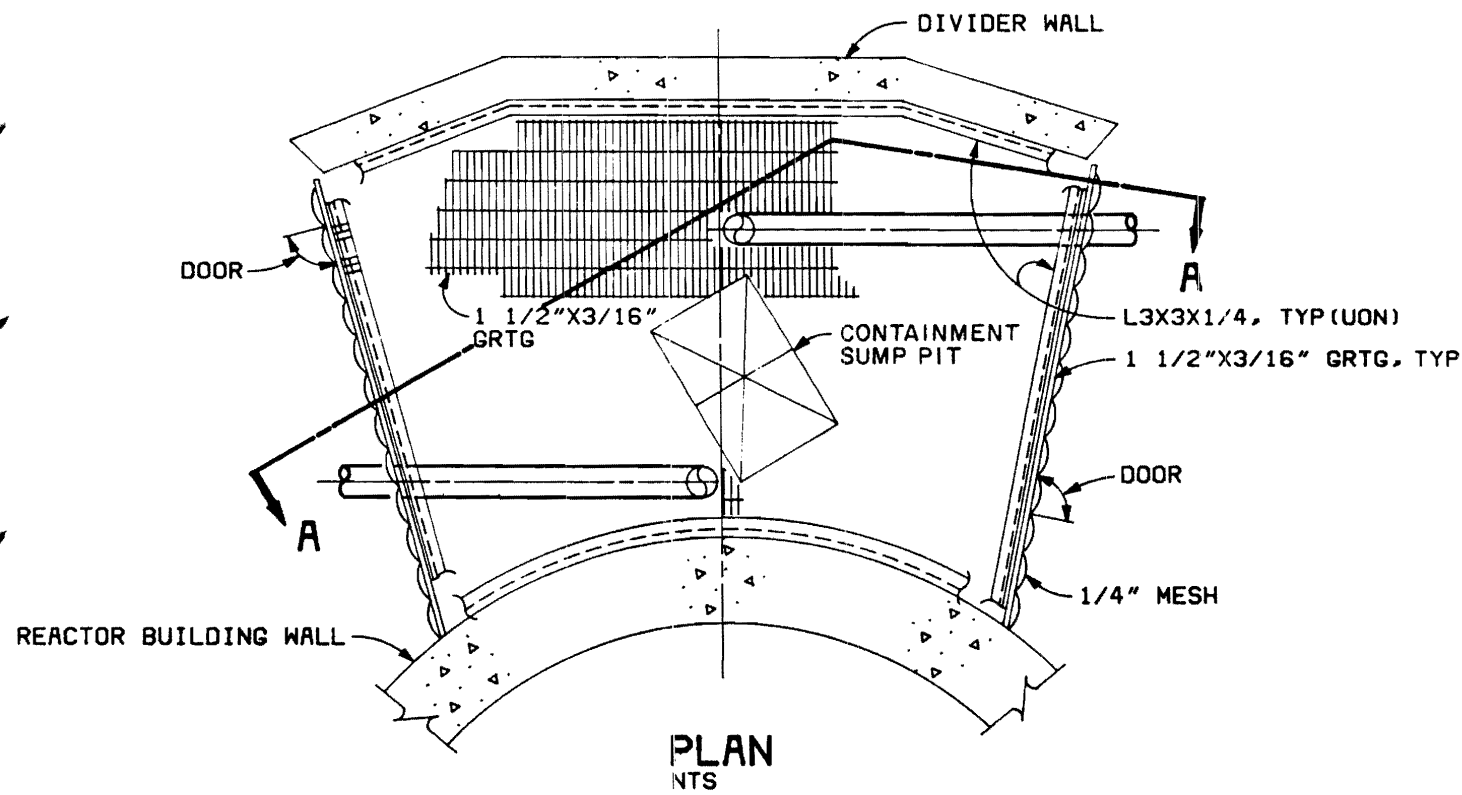 DIVIDER WALL
DOOR
A
1 1/2"X3/16"
GRTG
L3X3X1/4, TYP(UON)
CONTAINMENT
SUMP PIT
1 1/2"X3/16" GRTG, TYP
DOOR
A
1/4" MESH
REACTOR BUILDING WALL
PLAN
NTS